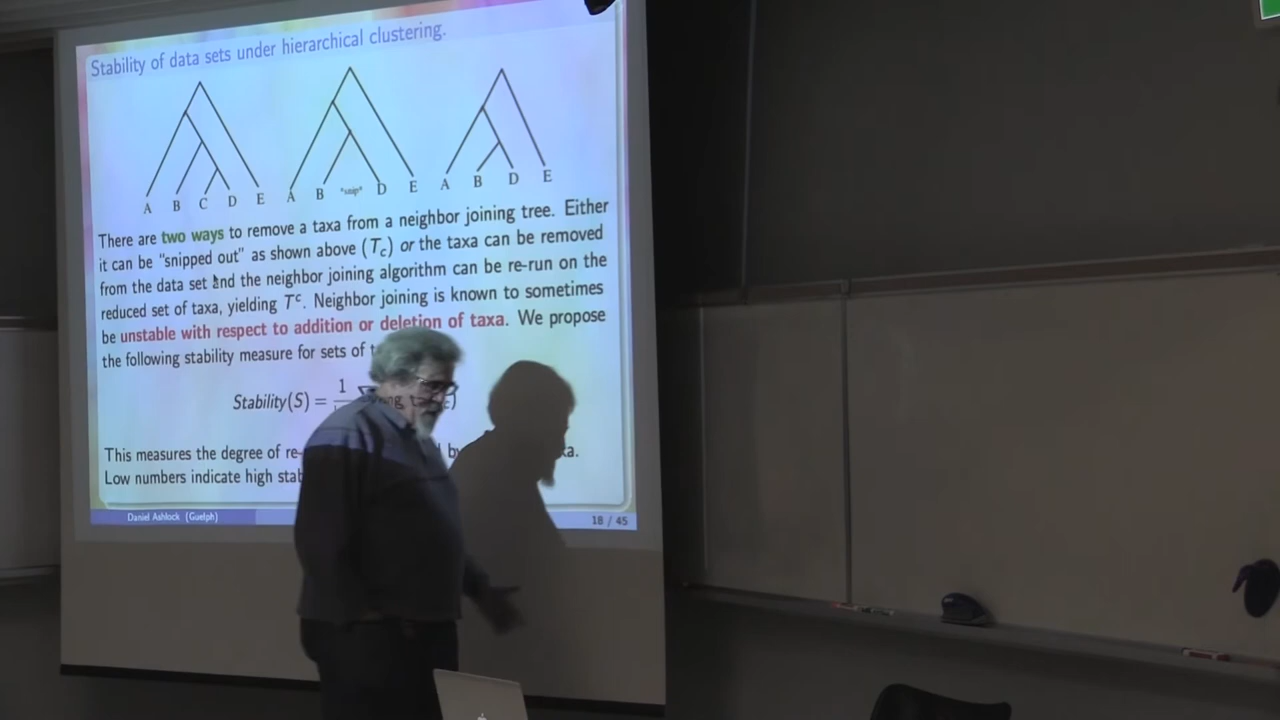 Stability of data sets under hierarchical clustering.
A B C D E A B "snip" D E A B D E
There are two ways to remove a taxa from a neighbor joining tree. Either
it can be "snipped out" as shown above (T_c) or the taxa can be removed
from the data set and the neighbor joining algorithm can be re-run on the
reduced set of taxa, yielding T^c. Neighbor joining is known to sometimes
be unstable with respect to addition or deletion of taxa. We propose
the following stability measure for sets of
Stability(S) = 1
This measures the degree of re-
Low numbers indicate high
Daniel Ashlock (Guelph)
18 / 45